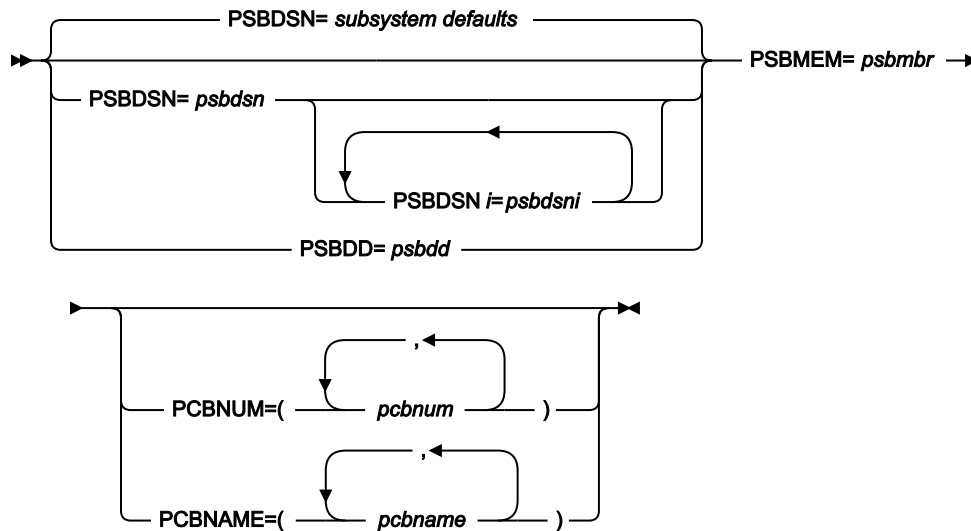 PSBDSN= subsystem defaults
PSBMEM= psbmbr
PSBDSN= psbdsn
PSBDSN i=psbdsni
PSBDD= psbdd
,
PCBNUM=( pcbnum )
,
PCBNAME=( pcbname )